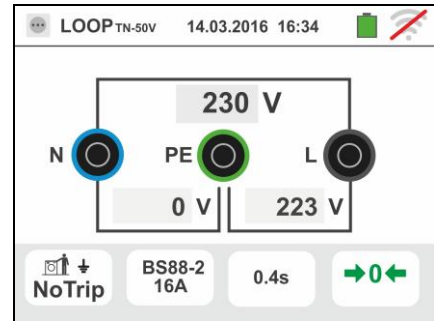 LOOP TN-50V 14.03.2016 16:34
230 V
N PE L
0 V 223 V
NoTrip BS88-2 16A 0.4s →0←